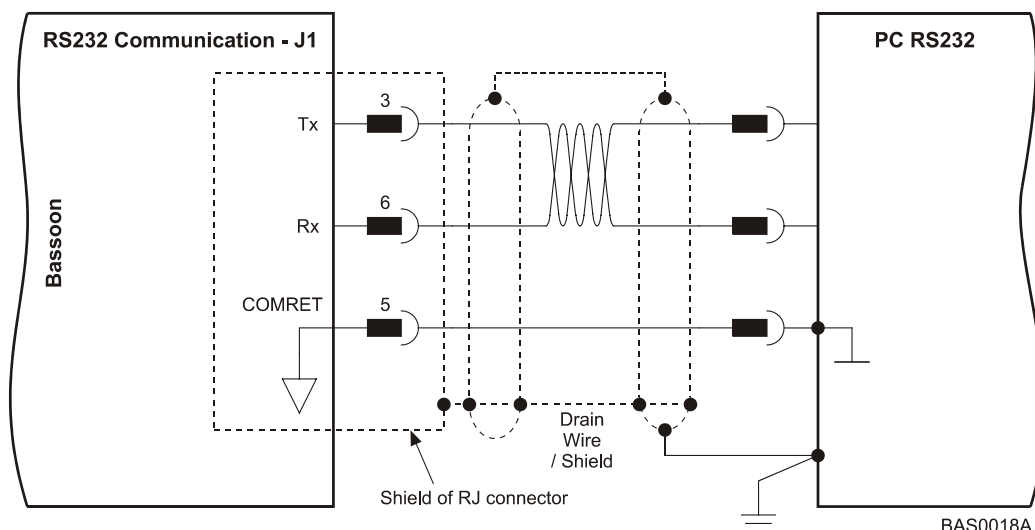 RS232 Communication - J1
PC RS232
3
Tx
6
Rx
Bassoon
COMRET
5
Drain
Wire
/ Shield
Shield of RJ connector
BAS0018A